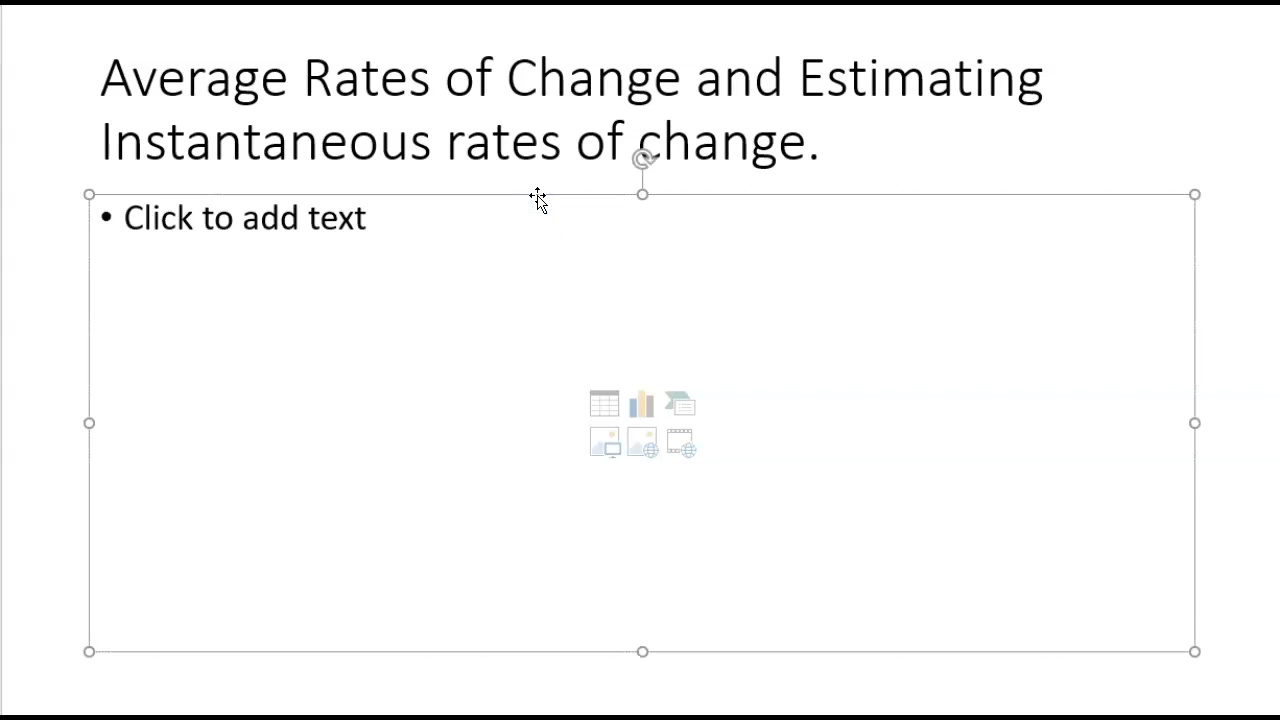 Average Rates of Change and Estimating
Instantaneous rates of change.
• Click to add text